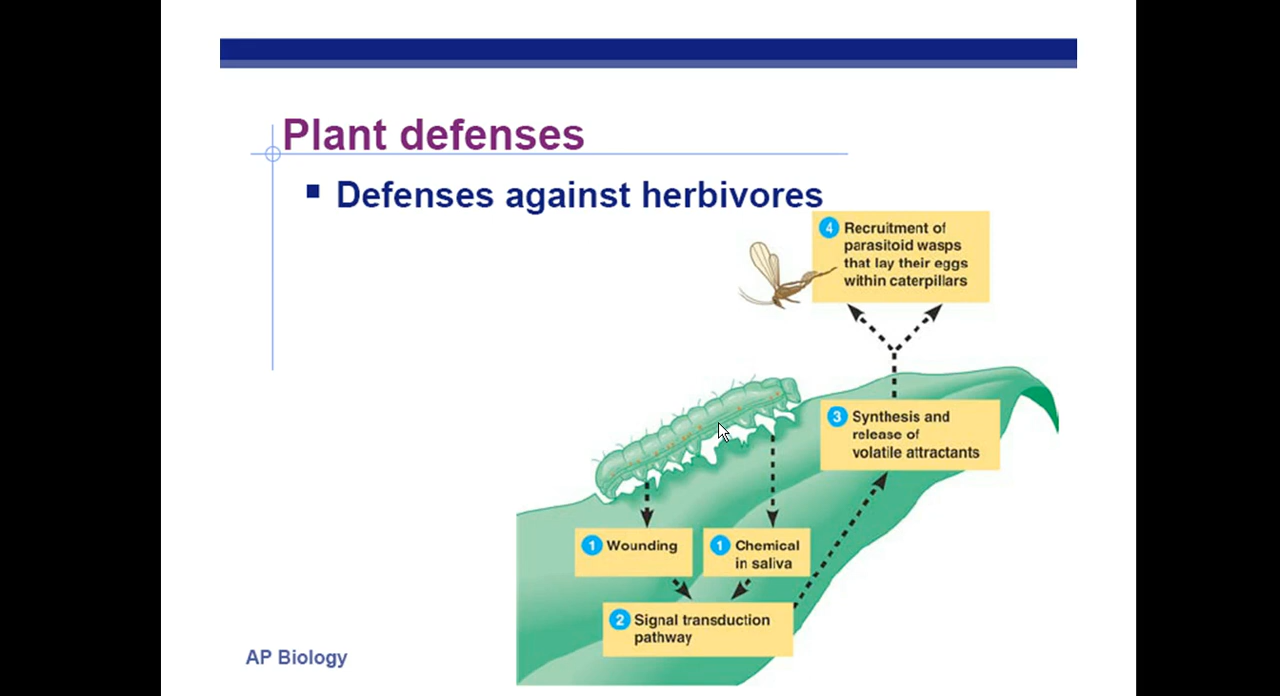 Plant defenses
Defenses against herbivores
4 Recruitment of
parasitoid wasps
that lay their eggs
within caterpillars
3 Synthesis and
release of
volatile attractants
1 Wounding
1 Chemical
in saliva
2 Signal transduction
pathway
AP Biology